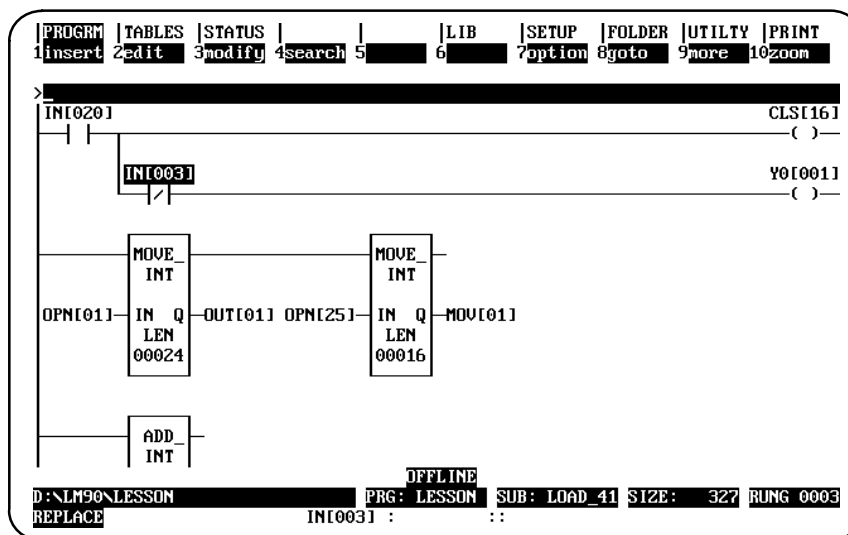 |PROGRM |TABLES |STATUS | | |LIB |SETUP |FOLDER |UTILTY |PRINT
1insert 2edit 3modify 4search 5 6 7option 8goto 9more 10zoom
>_
IN[020] CLS[16]
IN[003] Y0[001]
MOVE_ MOVE_
INT INT
OPN[01] IN Q OUT[01] OPN[25] IN Q MOV[01]
LEN LEN
00024 00016
ADD_
INT
OFFLINE
D:\LM90\LESSON PRG: LESSON SUB: LOAD_41 SIZE: 327 RUNG 0003
REPLACE IN[003] : ::